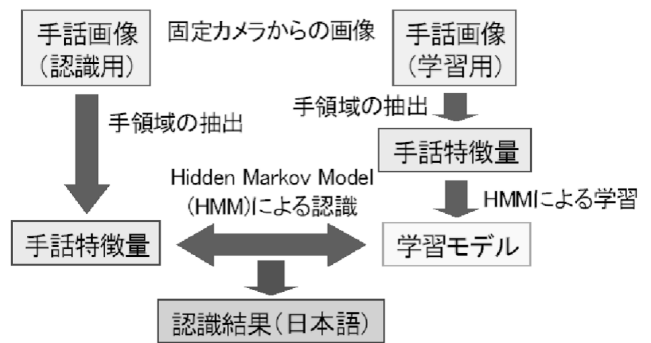 手話画像
(認識用)
固定カメラからの画像
手話画像
(学習用)
手領域の抽出
手領域の抽出
手話特徴量
Hidden Markov Model
(HMM)による認識
HMMによる学習
手話特徴量
学習モデル
認識結果(日本語)